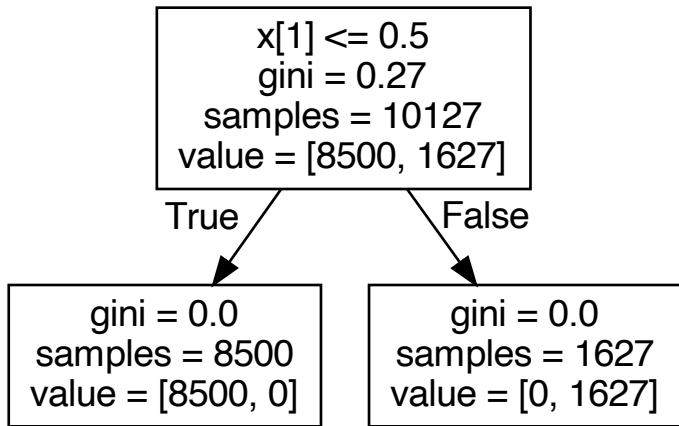 x[1] <= 0.5
gini = 0.27
samples = 10127
value = [8500, 1627]
True
False
gini = 0.0
samples = 8500
value = [8500, 0]
gini = 0.0
samples = 1627
value = [0, 1627]